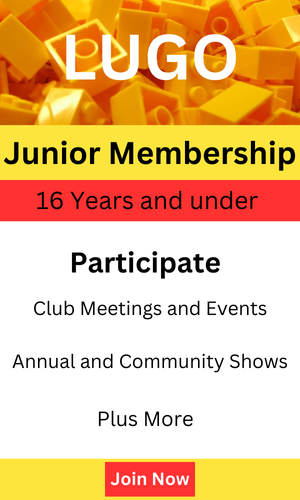 LUGO
Junior Membership
16 Years and under
Participate
Club Meetings and Events
Annual and Community Shows
Plus More
Join Now